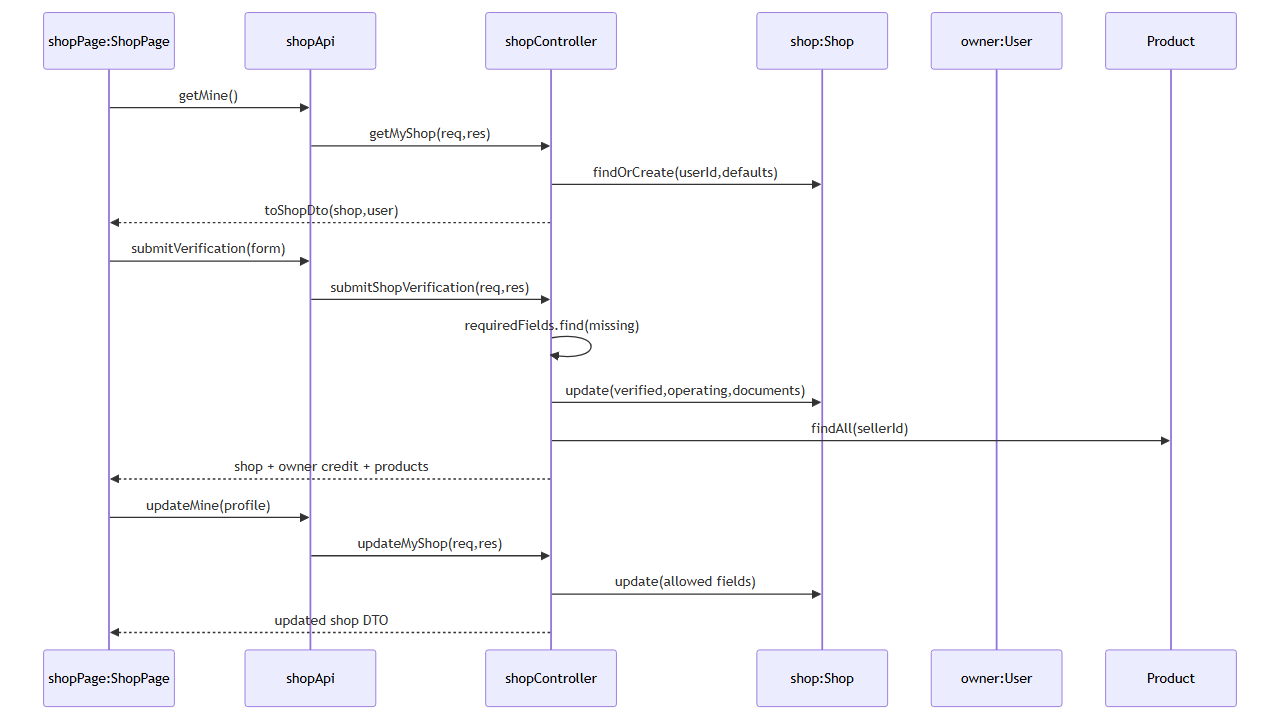 shopPage:ShopPage
shopApi
shopController
shop:Shop
owner:User
Product
getMine()
getMyShop(req,res)
findOrCreate(userId,defaults)
toShopDto(shop,user)
submitVerification(form)
submitShopVerification(req,res)
requiredFields.find(missing)
update(verified,operating,documents)
findAll(sellerId)
shop + owner credit + products
updateMine(profile)
updateMyShop(req,res)
update(allowed fields)
updated shop DTO
shopPage:ShopPage
shopApi
shopController
shop:Shop
owner:User
Product